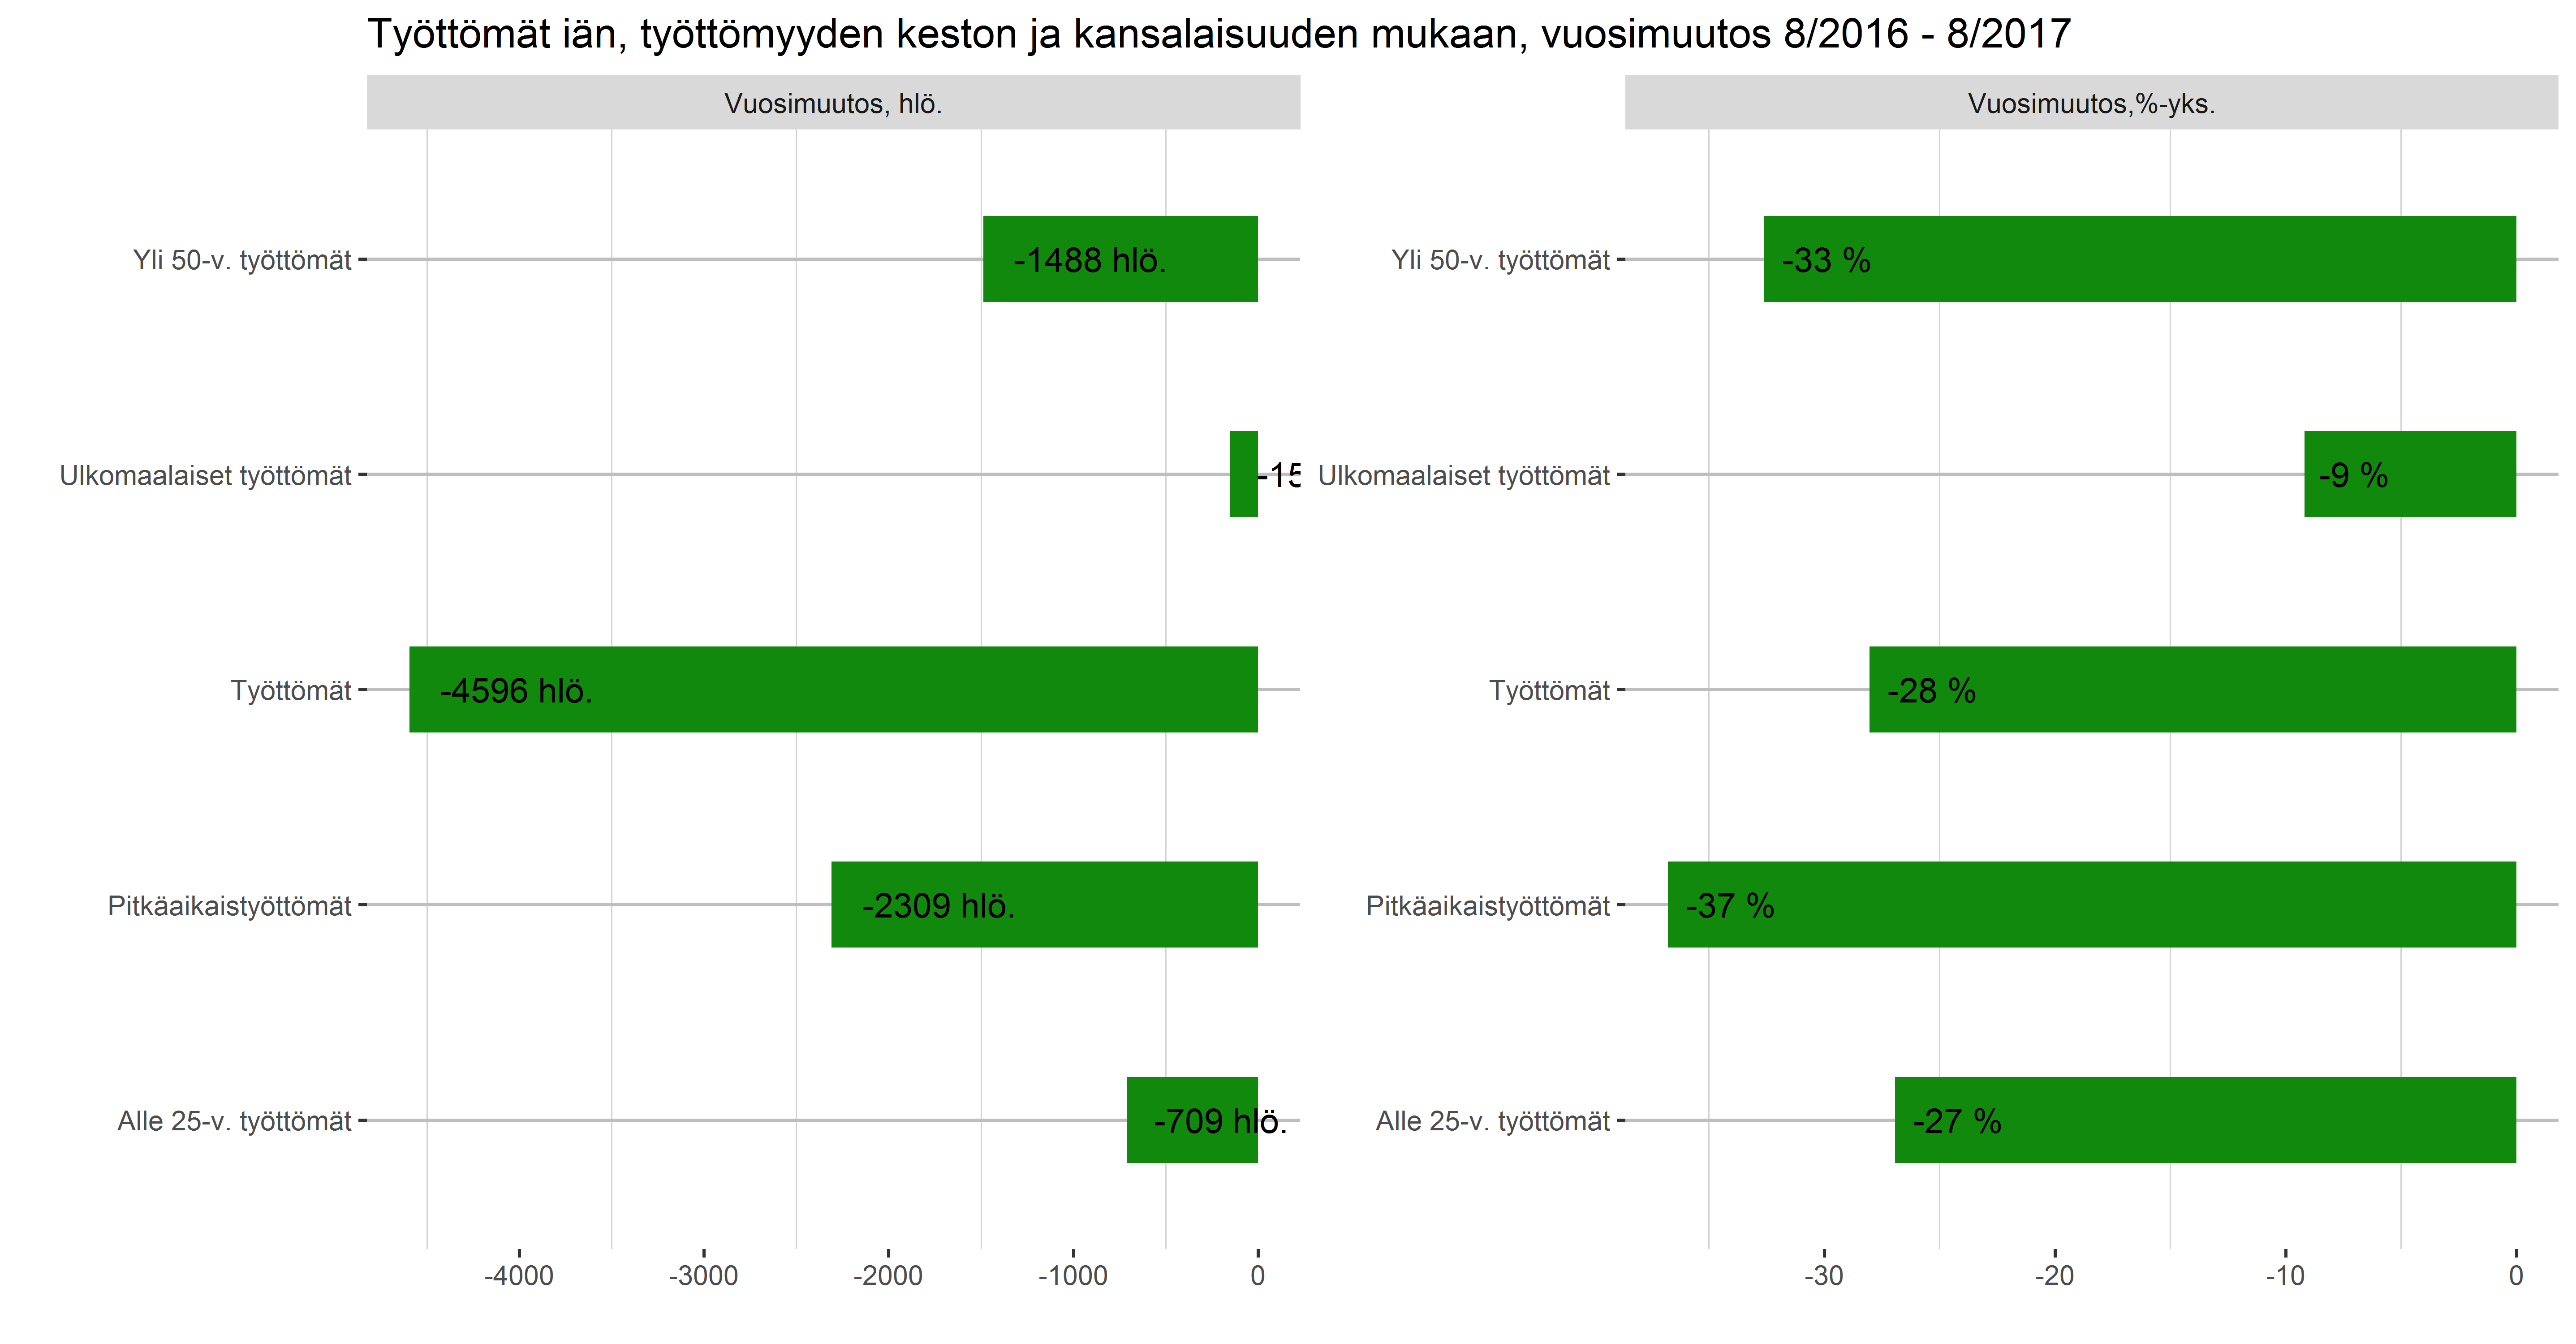 Työttömät iän, työttömyyden keston ja kansalaisuuden mukaan, vuosimuutos 8/2016 - 8/2017
Vuosimuutos, hlö.
Vuosimuutos,%-yks.
Yli 50-v. työttömät
-1488 hlö.
Yli 50-v. työttömät
-33 %
Ulkomaalaiset työttömät
-15
Ulkomaalaiset työttömät
-9 %
Työttömät
-4596 hlö.
Työttömät
-28 %
Pitkäaikaistyöttömät
-2309 hlö.
Pitkäaikaistyöttömät
-37 %
Alle 25-v. työttömät
-709 hlö.
Alle 25-v. työttömät
-27 %
-4000
-3000
-2000
-1000
0
-30
-20
-10
0